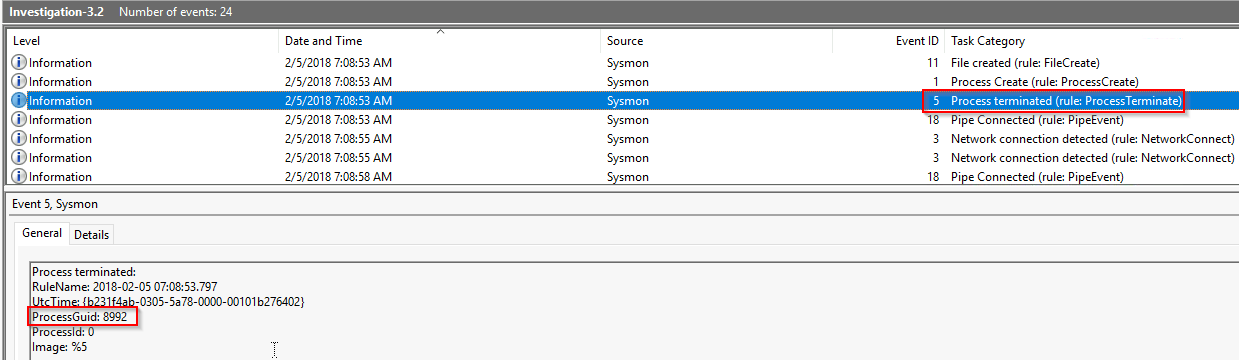 Investigation-3.2 Number of events: 24
Level Date and Time Source Event ID Task Category
Information 2/5/2018 7:08:53 AM Sysmon 11 File created (rule: FileCreate)
Information 2/5/2018 7:08:53 AM Sysmon 1 Process Create (rule: ProcessCreate)
Information 2/5/2018 7:08:53 AM Sysmon 5 Process terminated (rule: ProcessTerminate)
Information 2/5/2018 7:08:53 AM Sysmon 18 Pipe Connected (rule: PipeEvent)
Information 2/5/2018 7:08:55 AM Sysmon 3 Network connection detected (rule: NetworkConnect)
Information 2/5/2018 7:08:55 AM Sysmon 3 Network connection detected (rule: NetworkConnect)
Information 2/5/2018 7:08:58 AM Sysmon 18 Pipe Connected (rule: PipeEvent)
Event 5, Sysmon
General Details
Process terminated:
RuleName: 2018-02-05 07:08:53.797
UtcTime: {b231f4ab-0305-5a78-0000-00101b276402}
ProcessGuid: 8992
ProcessId: 0
Image: %5